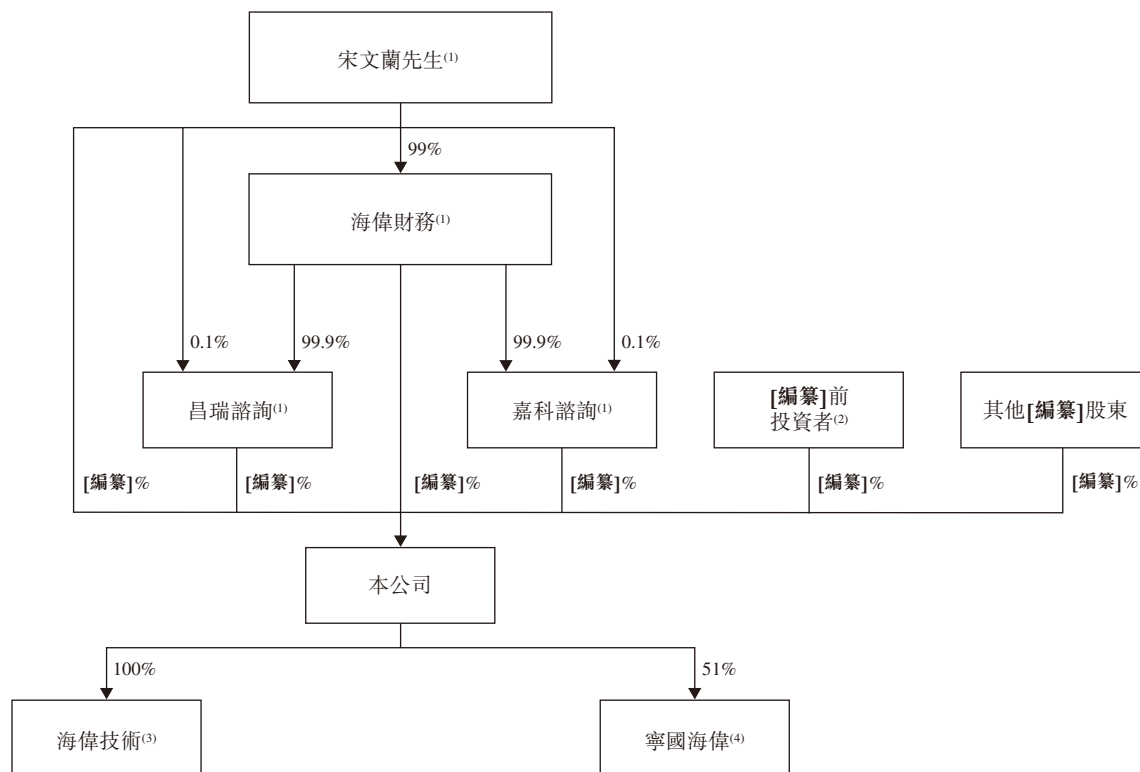 宋文蘭先生(1)
99%
海偉財務(1)
0.1%
99.9%
99.9%
0.1%
昌瑞諮詢(1)
嘉科諮詢(1)
[編纂]前
投資者(2)
其他[編纂]股東
[編纂]%
[編纂]%
[編纂]%
[編纂]%
[編纂]%
[編纂]%
本公司
100%
51%
海偉技術(3)
寧國海偉(4)